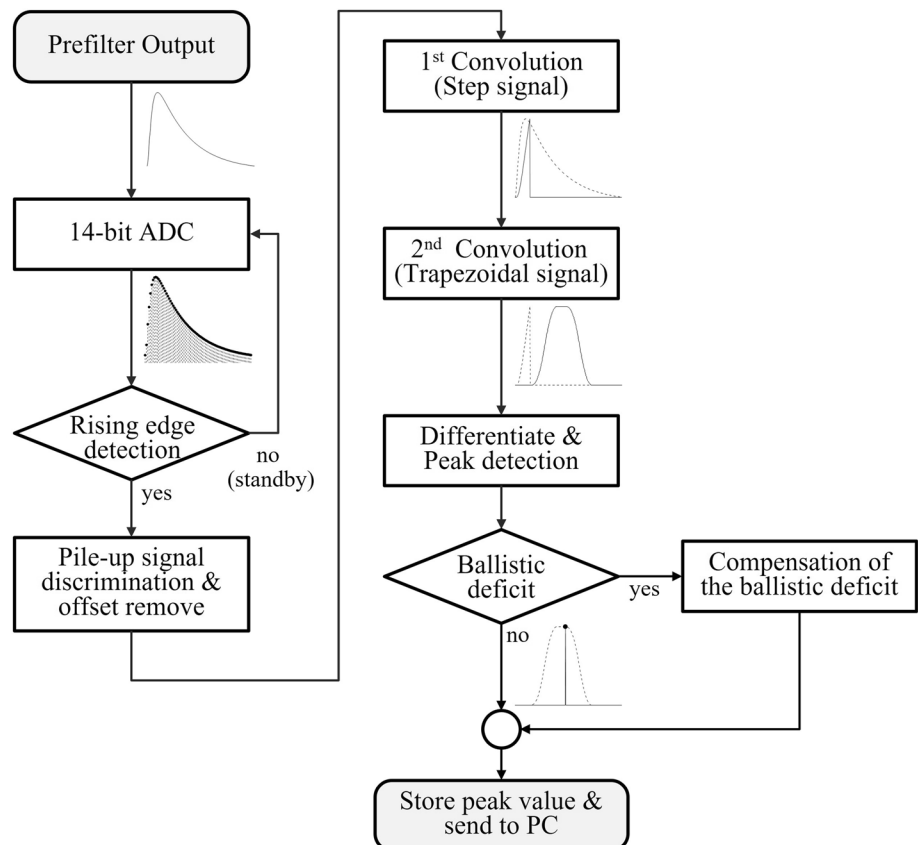 Prefilter Output
14-bit ADC
Rising edge
detection
no
(standby)
yes
Pile-up signal
discrimination &
offset remove
1st Convolution
(Step signal)
2nd Convolution
(Trapezoidal signal)
Differentiate &
Peak detection
Ballistic
deficit
yes
Compensation of
the ballistic deficit
no
Store peak value &
send to PC